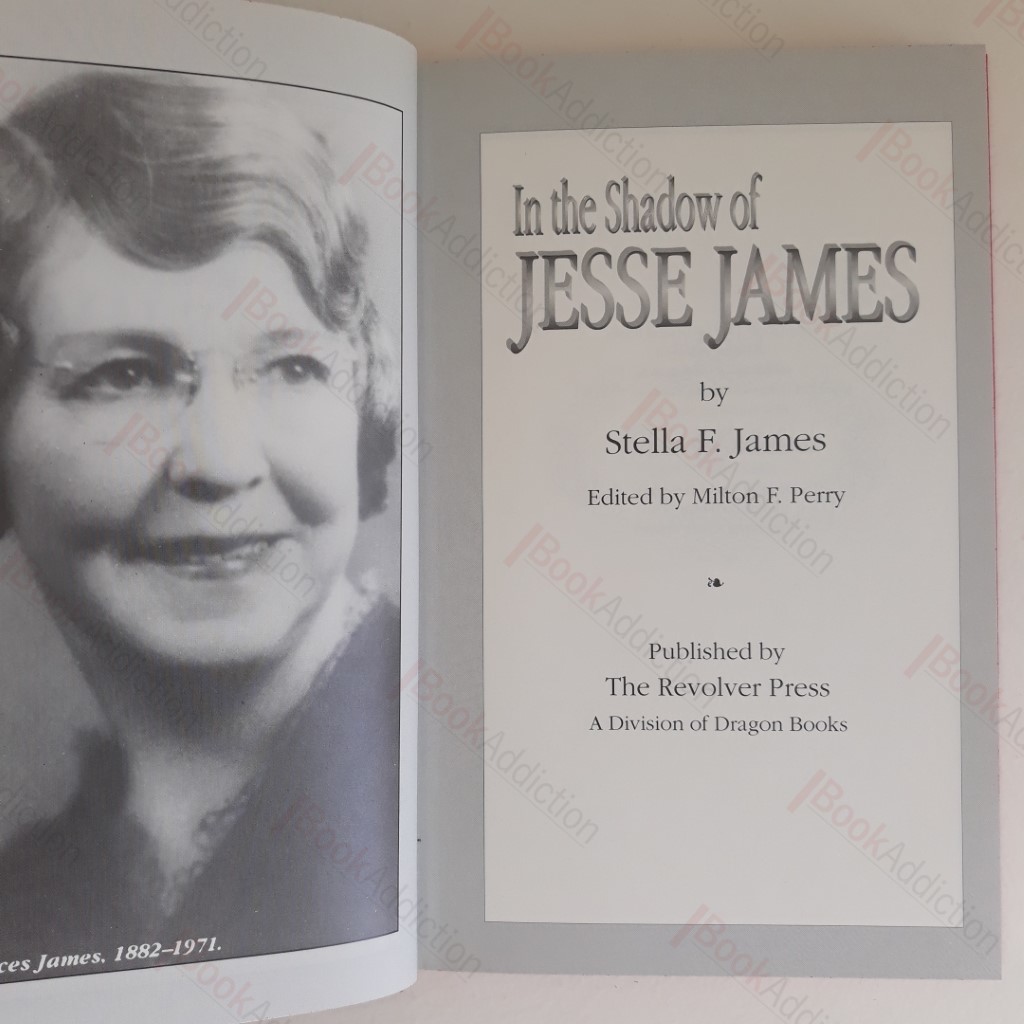 ces James, 1882–1971.
In the Shadow of
JESSE JAMES
by
Stella F. James
Edited by Milton F. Perry
Published by
The Revolver Press
A Division of Dragon Books
BookAddiction